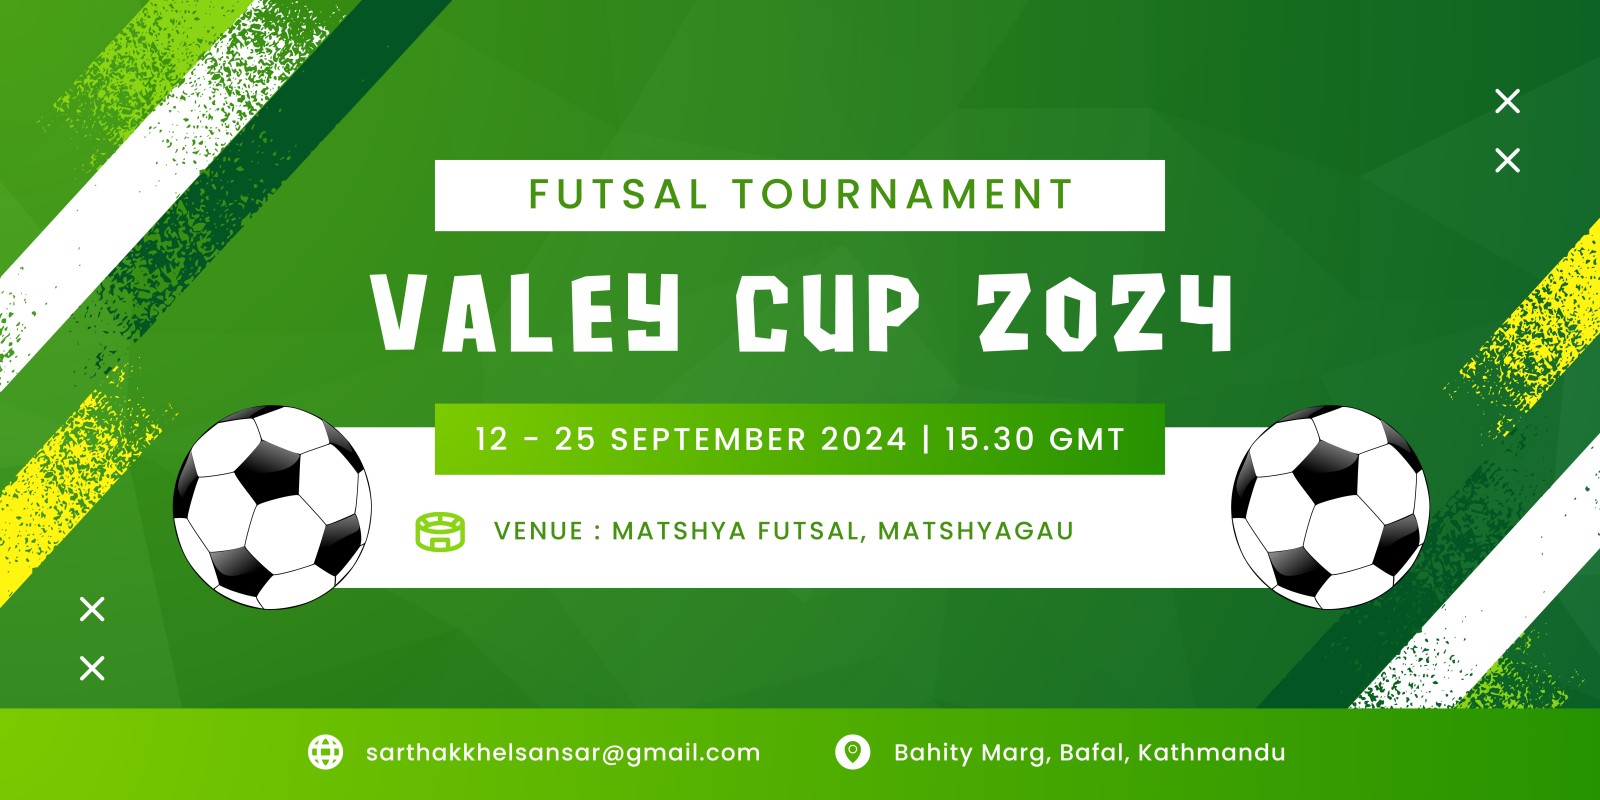 FUTSAL TOURNAMENT
VALEY CUP 2024
12 - 25 SEPTEMBER 2024 | 15.30 GMT
VENUE : MATSHYA FUTSAL, MATSHYAGAU
sarthakkhelsansar@gmail.com
Bahity Marg, Bafal, Kathmandu